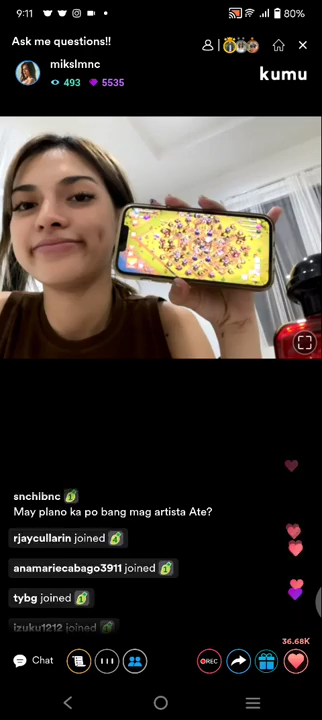 9:11
80%
Ask me questions!!
mikslmnc
493
5535
kumu
snchlbnc
May plano ka po bang mag artista Ate?
rjaycullarin joined
anamariecabago3911 joined
tybg joined
izuku1212 joined
36.68K
Chat
REC